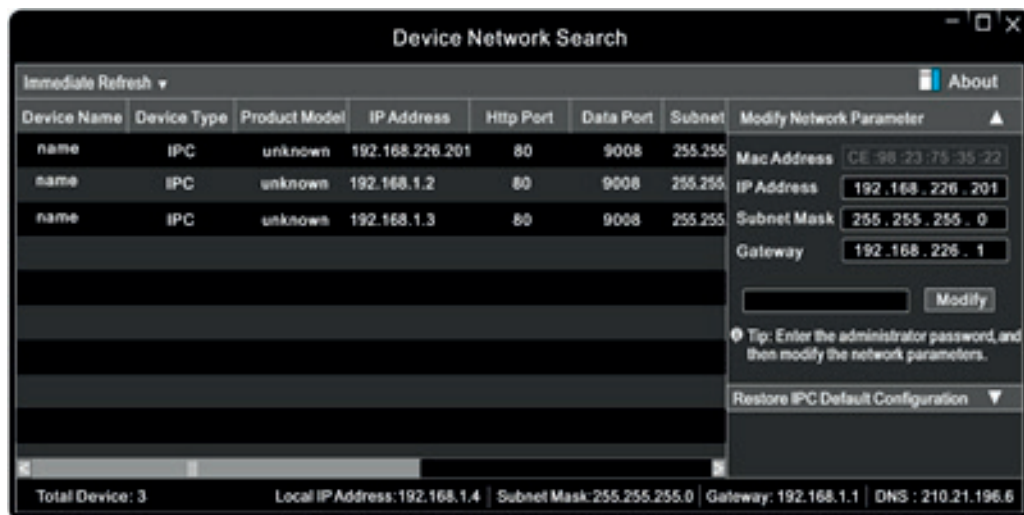 Device Network Search
Immediate Refresh
About
Device Name Device Type Product Model IP Address Http Port Data Port Subnet
name IPC unknown 192.168.226.201 80 9008 255.255
name IPC unknown 192.168.1.2 80 9008 255.255.
name IPC unknown 192.168.1.3 80 9008 255.255.
Modify Network Parameter
Mac Address CE:98:23:75:35:22
IP Address 192.168.226.201
Subnet Mask 255.255.255.0
Gateway 192.168.226.1
Modify
Tip: Enter the administrator password, and
then modify the network parameters.
Restore IPC Default Configuration
Total Device: 3 Local IP Address:192.168.1.4 Subnet Mask:255.255.255.0 Gateway: 192.168.1.1 DNS : 210.21.196.6